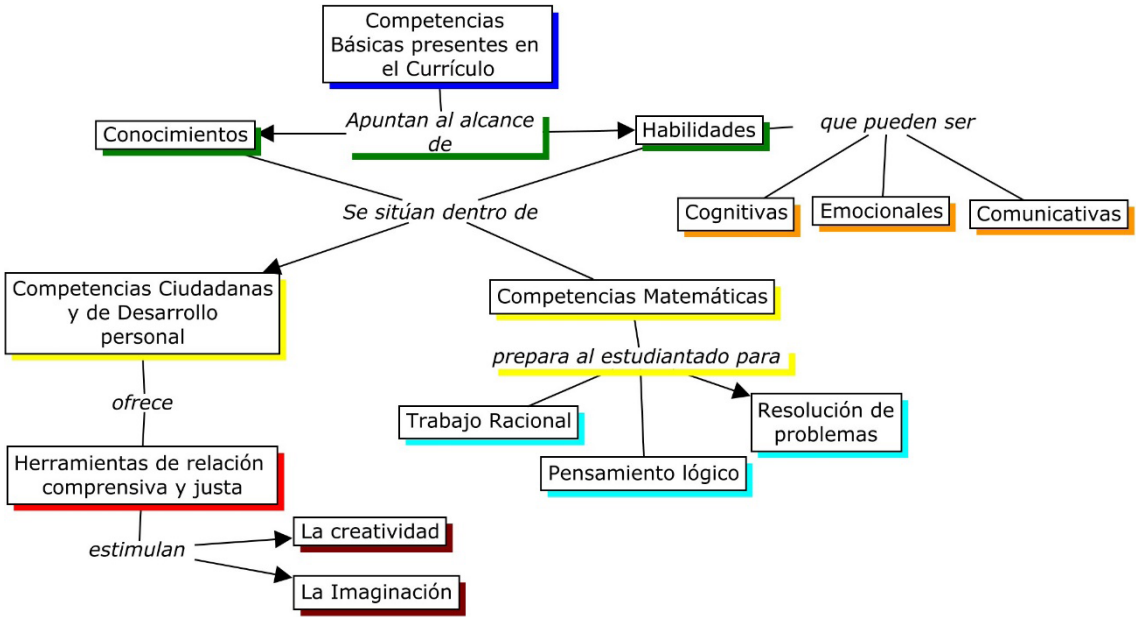 Competencias
Básicas presentes en
el Currículo
Conocimientos
Apuntan al alcance
de
Habilidades
que pueden ser
Cognitivas
Emocionales
Comunicativas
Se sitúan dentro de
Competencias Ciudadanas
y de Desarrollo
personal
Competencias Matemáticas
prepara al estudiantado para
ofrece
Trabajo Racional
Resolución de
problemas
Pensamiento lógico
Herramientas de relación
comprensiva y justa
estimulan
La creatividad
La Imaginación